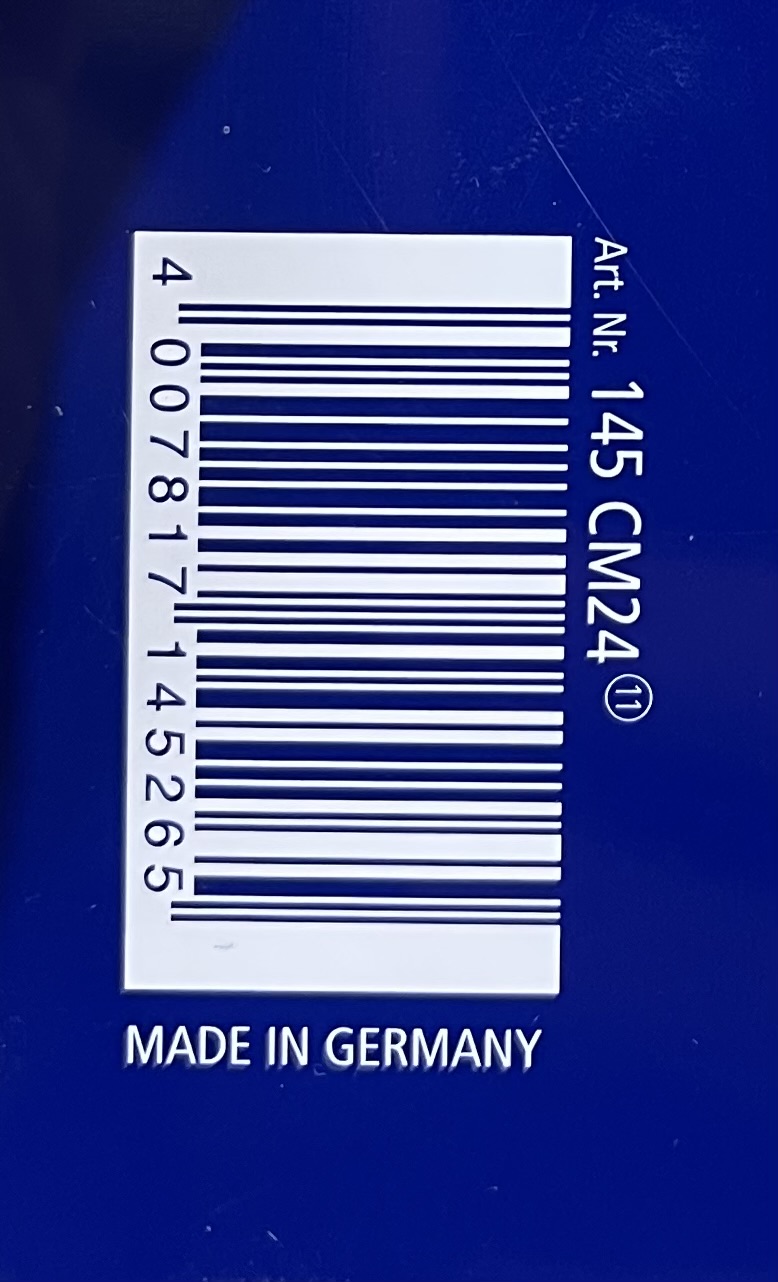 Art. Nr. 145 CM24 ⑪
4 007817 145265
MADE IN GERMANY